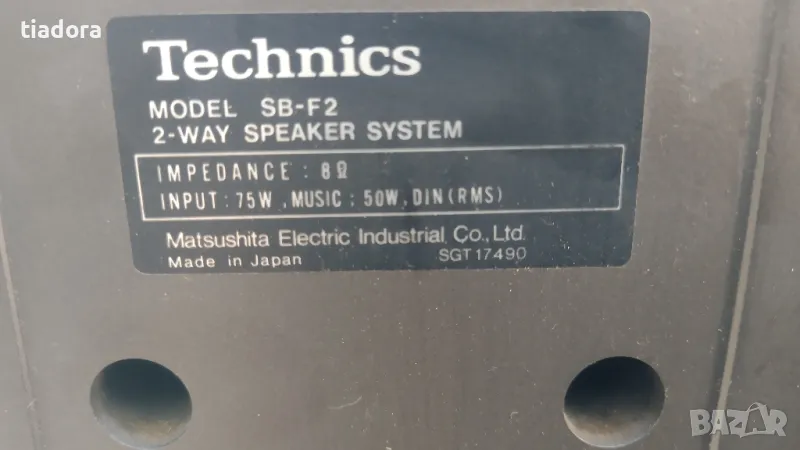 tiadora
Technics
MODEL SB-F2
2-WAY SPEAKER SYSTEM
IMPEDANCE : 8Ω
INPUT : 75W , MUSIC ; 50W , DIN (RMS)
Matsushita Electric Industrial Co., Ltd.
Made in Japan SGT17490
BAZAR